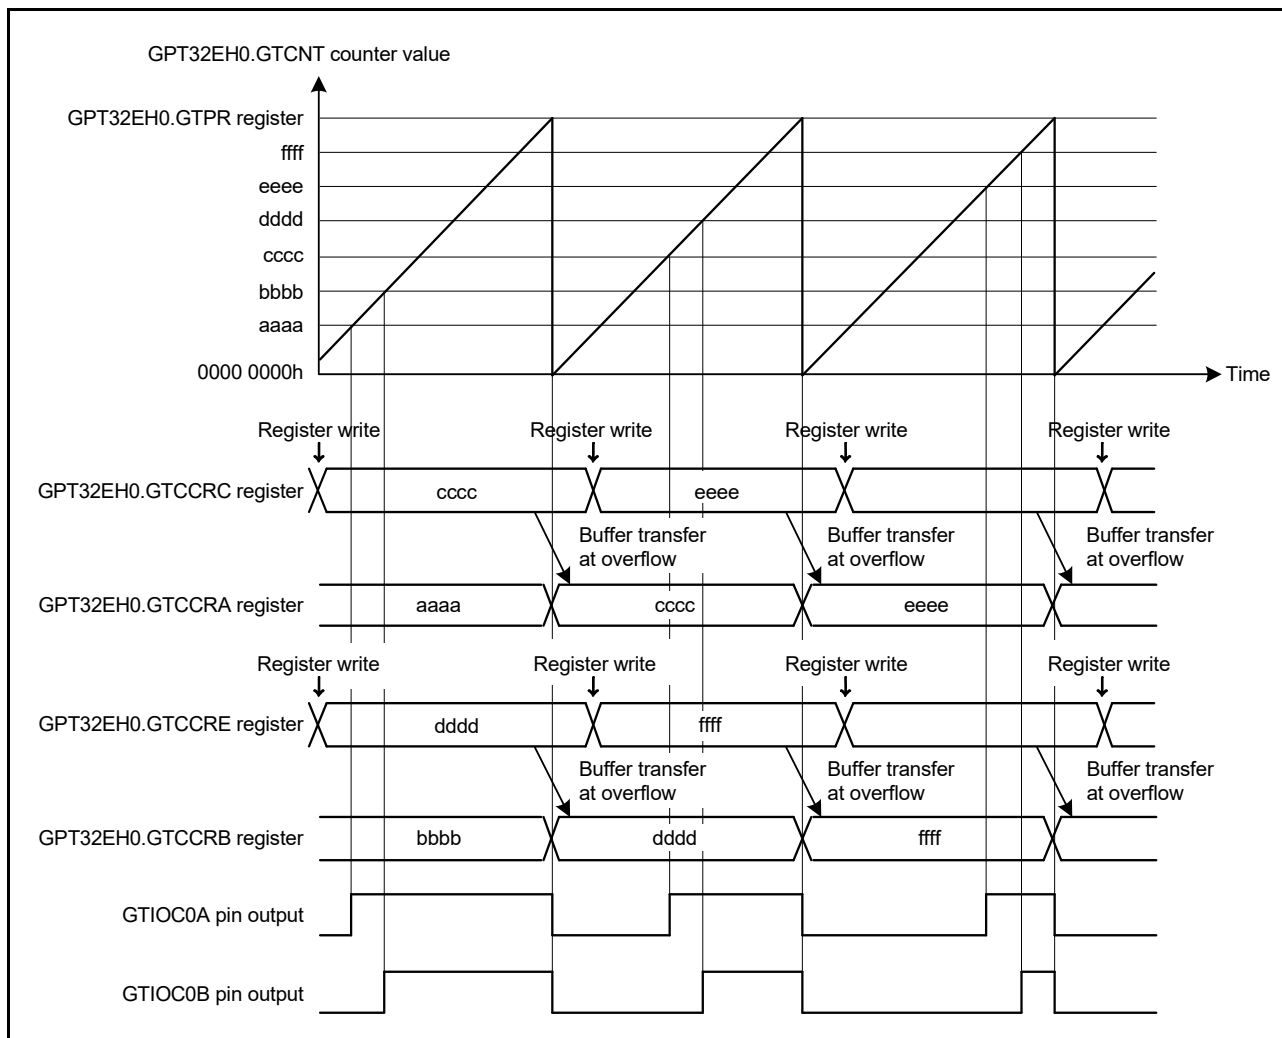 GPT32EH0.GTCNT counter value
GPT32EH0.GTPR register
ffff
eeee
dddd
cccc
bbbb
aaaa
0000 0000h
Time
Register write Register write Register write Register write
GPT32EH0.GTCCRC register cccc eeee
Buffer transfer Buffer transfer Buffer transfer
at overflow at overflow at overflow
GPT32EH0.GTCCRA register aaaa cccc eeee
Register write Register write Register write Register write
GPT32EH0.GTCCRE register dddd ffff
Buffer transfer Buffer transfer Buffer transfer
at overflow at overflow at overflow
GPT32EH0.GTCCRB register bbbb dddd ffff
GTIOC0A pin output
GTIOC0B pin output